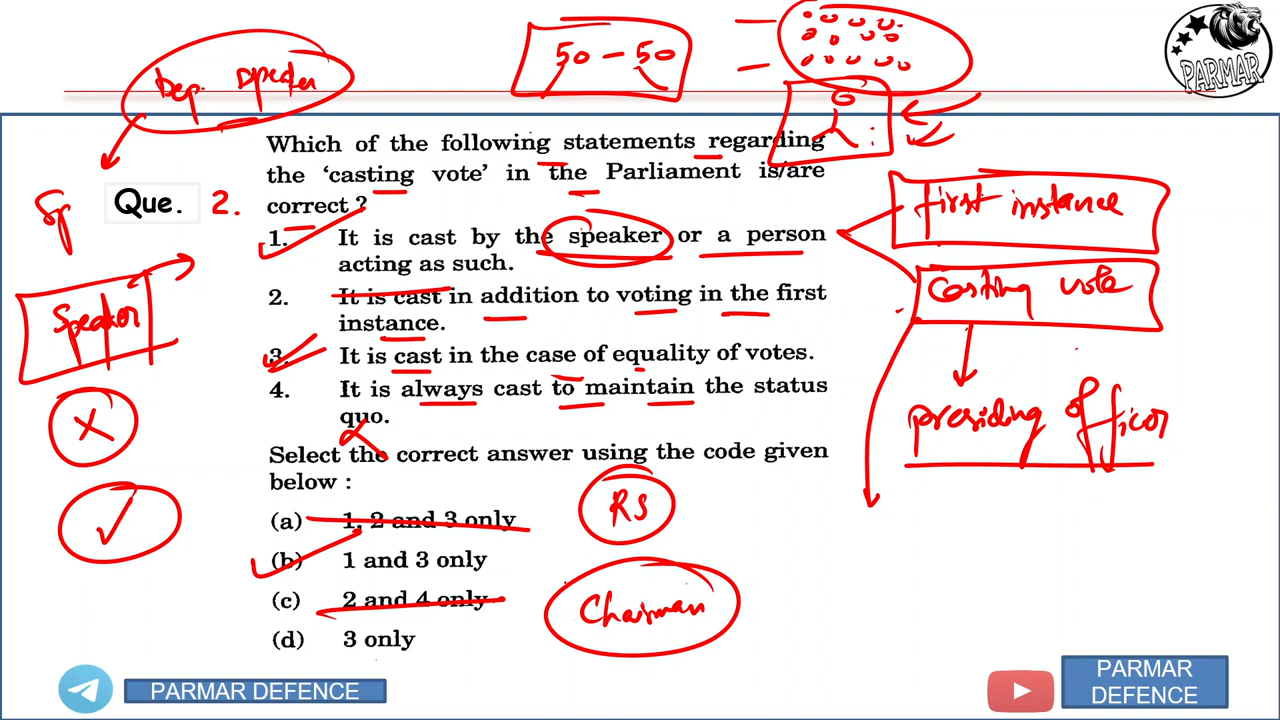 Dep. speaker
50 - 50
PARMAR
Which of the following statements regarding
the ‘casting vote’ in the Parliament is/are
correct ?
Sp
Que. 2.
1. It is cast by the speaker or a person
acting as such.
2. It is cast in addition to voting in the first
instance.
3. It is cast in the case of equality of votes.
4. It is always cast to maintain the status
quo.
first instance
casting vote
presiding officer
Speaker
Select the correct answer using the code given
below :
(a) 1, 2 and 3 only
(b) 1 and 3 only
(c) 2 and 4 only
(d) 3 only
RS
Chairman
PARMAR DEFENCE
PARMAR
DEFENCE